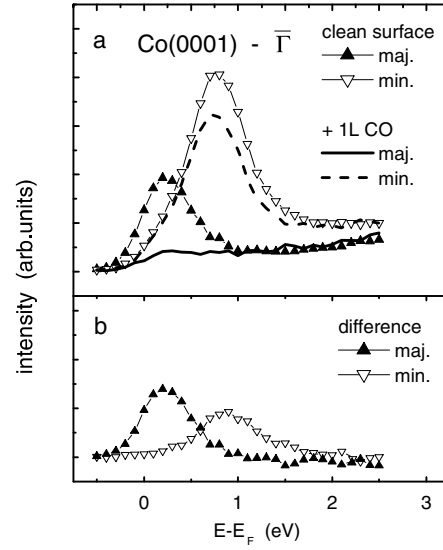 a Co(0001) - Γ̅
clean surface
maj.
min.
+ 1L CO
maj.
min.
b
difference
maj.
min.
intensity (arb.units)
0 1 2 3
E-E_F (eV)